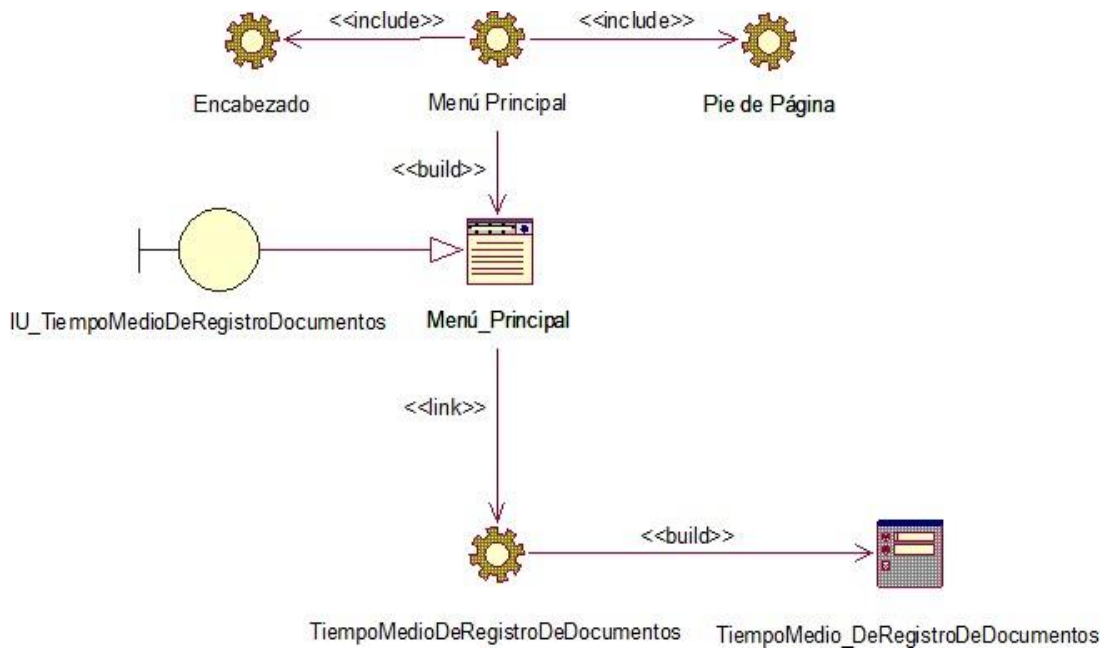 <<include>>
<<include>>
Encabezado
Menú Principal
Pie de Página
<<build>>
IU_TiempoMedioDeRegistroDocumentos
Menú_Principal
<<link>>
<<build>>
TiempoMedioDeRegistroDeDocumentos
TiempoMedio_DeRegistroDeDocumentos